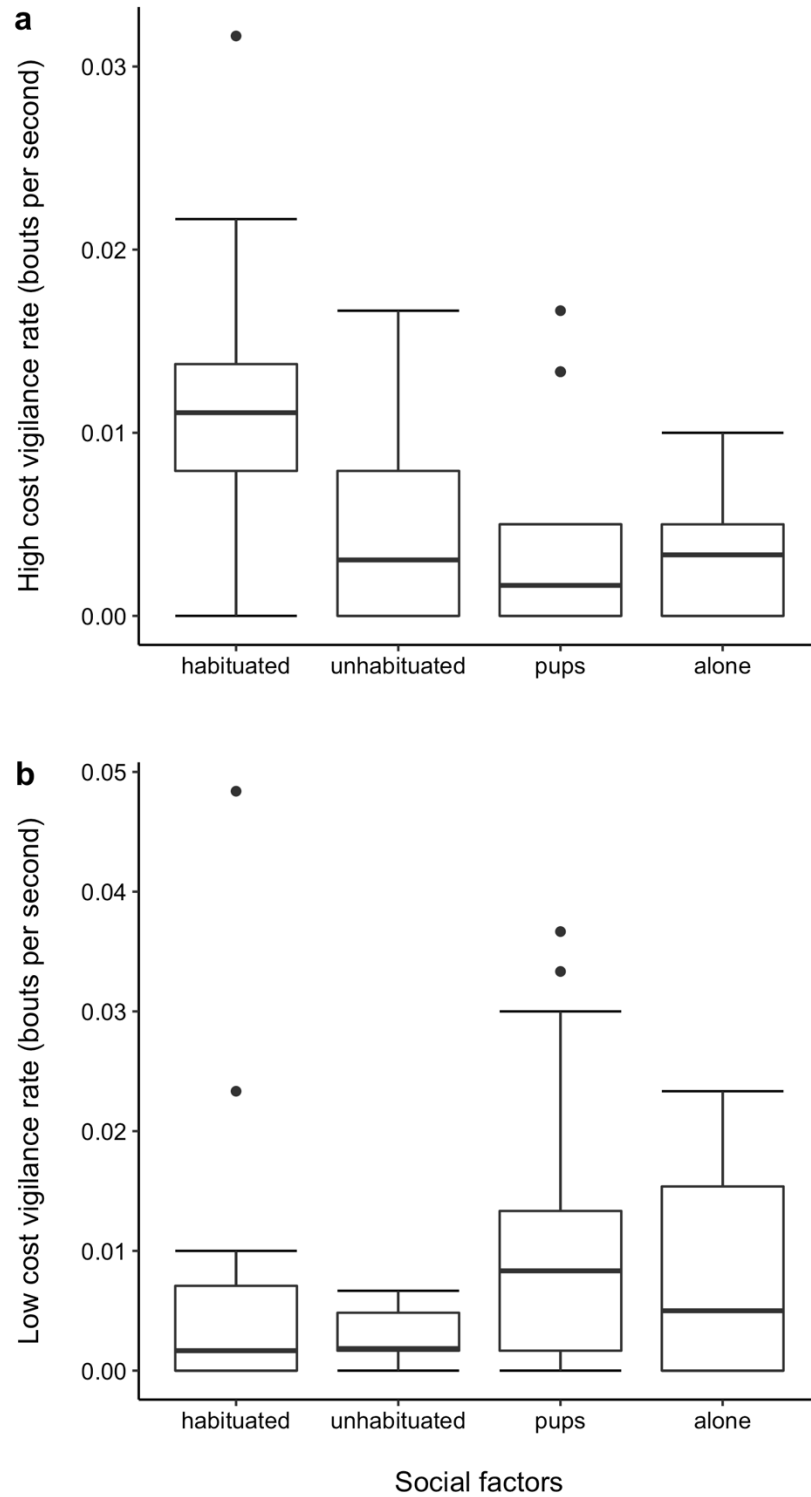 a
High cost vigilance rate (bouts per second)
0.03
0.02
0.01
0.00
habituated unhabituated pups alone
b
Low cost vigilance rate (bouts per second)
0.05
0.04
0.03
0.02
0.01
0.00
habituated unhabituated pups alone
Social factors